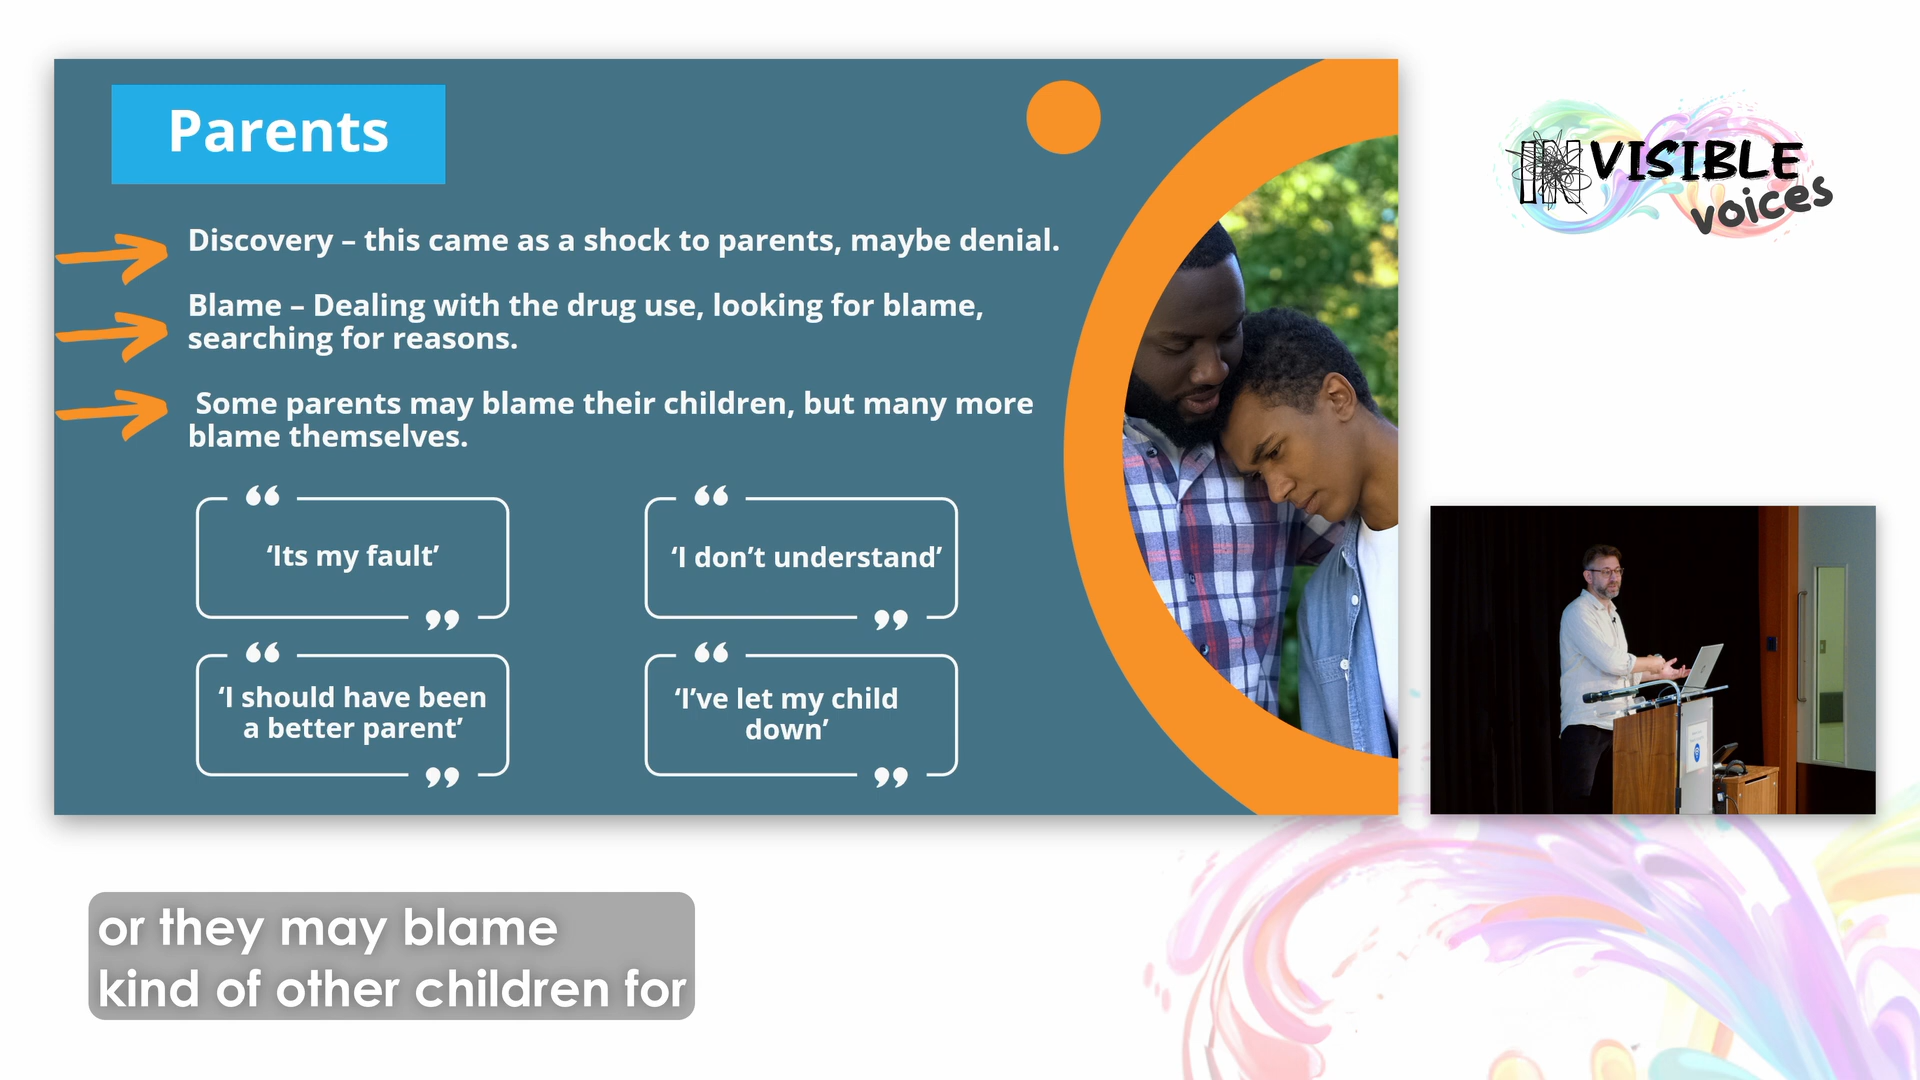 Parents
Discovery – this came as a shock to parents, maybe denial.
Blame – Dealing with the drug use, looking for blame,
searching for reasons.
Some parents may blame their children, but many more
blame themselves.
“
‘Its my fault’
”
“
‘I don’t understand’
”
“
‘I should have been
a better parent’
”
“
‘I’ve let my child
down’
”
INVISIBLE
voices
or they may blame
kind of other children for